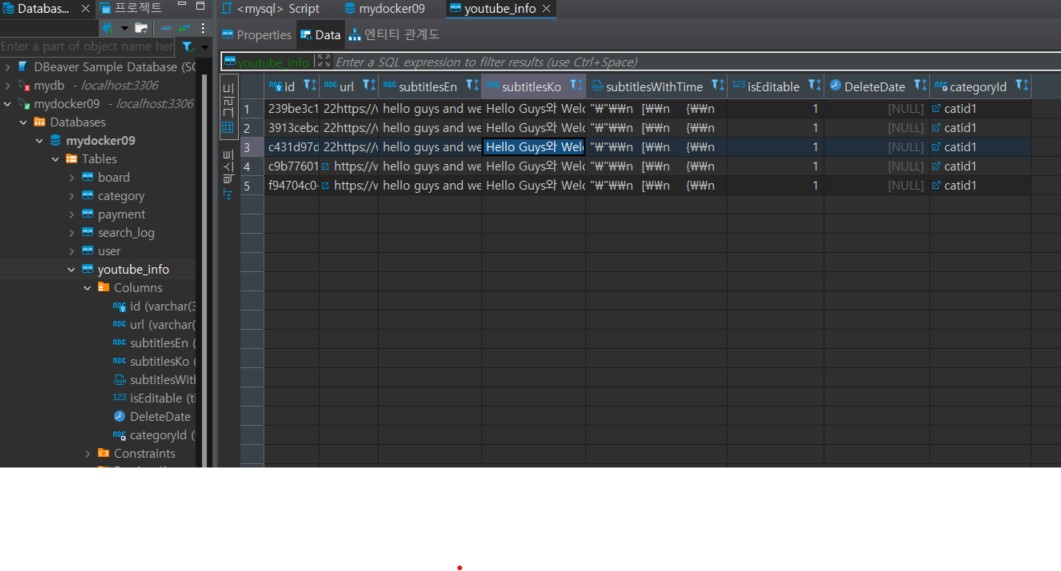 Databas...
프로젝트
<mysql> Script
mydocker09
youtube_info
Enter a part of object name her
Properties
Data
엔티티 관계도
youtube_info
Enter a SQL expression to filter results (use Ctrl+Space)
DBeaver Sample Database (SQ
mydb - localhost:3306
mydocker09 - localhost:3306
Databases
mydocker09
Tables
board
category
payment
search_log
user
youtube_info
Columns
id (varchar(3
url (varchar(
subtitlesEn (
subtitlesKo (
subtitlesWitl
isEditable (ti
DeleteDate
categoryId (
Constraints
그리드
텍스트
id url subtitlesEn subtitlesKo subtitlesWithTime isEditable DeleteDate categoryId
1 239be3c1 22https://v hello guys and we Hello Guys와 Welc "₩"₩₩n [₩₩n {₩₩n 1 [NULL] catid1
2 3913cebc 22https://v hello guys and we Hello Guys와 Welc "₩"₩₩n [₩₩n {₩₩n 1 [NULL] catid1
3 c431d97d 22https://v hello guys and we Hello Guys와 Welc "₩"₩₩n [₩₩n {₩₩n 1 [NULL] catid1
4 c9b77601 https://v hello guys and we Hello Guys와 Welc "₩"₩₩n [₩₩n {₩₩n 1 [NULL] catid1
5 f94704c0- https://v hello guys and we Hello Guys와 Welc "₩"₩₩n [₩₩n {₩₩n 1 [NULL] catid1